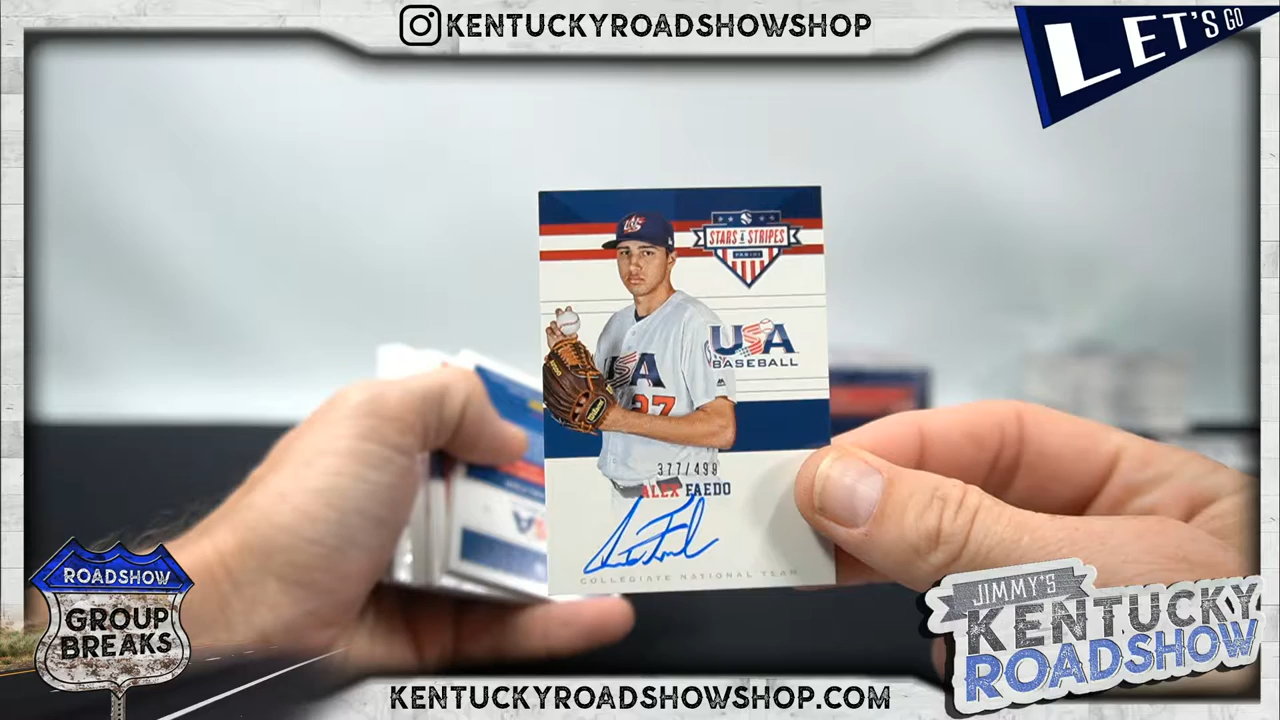 KENTUCKYROADSHOWSHOP
LET'S GO
STARS & STRIPES
PANINI
USA
BASEBALL
USA
27
377/499
ALEX FAEDO
COLLEGIATE NATIONAL TEAM
ROADSHOW
GROUP
BREAKS
JIMMY'S
KENTUCKY
ROADSHOW
KENTUCKYROADSHOWSHOP.COM